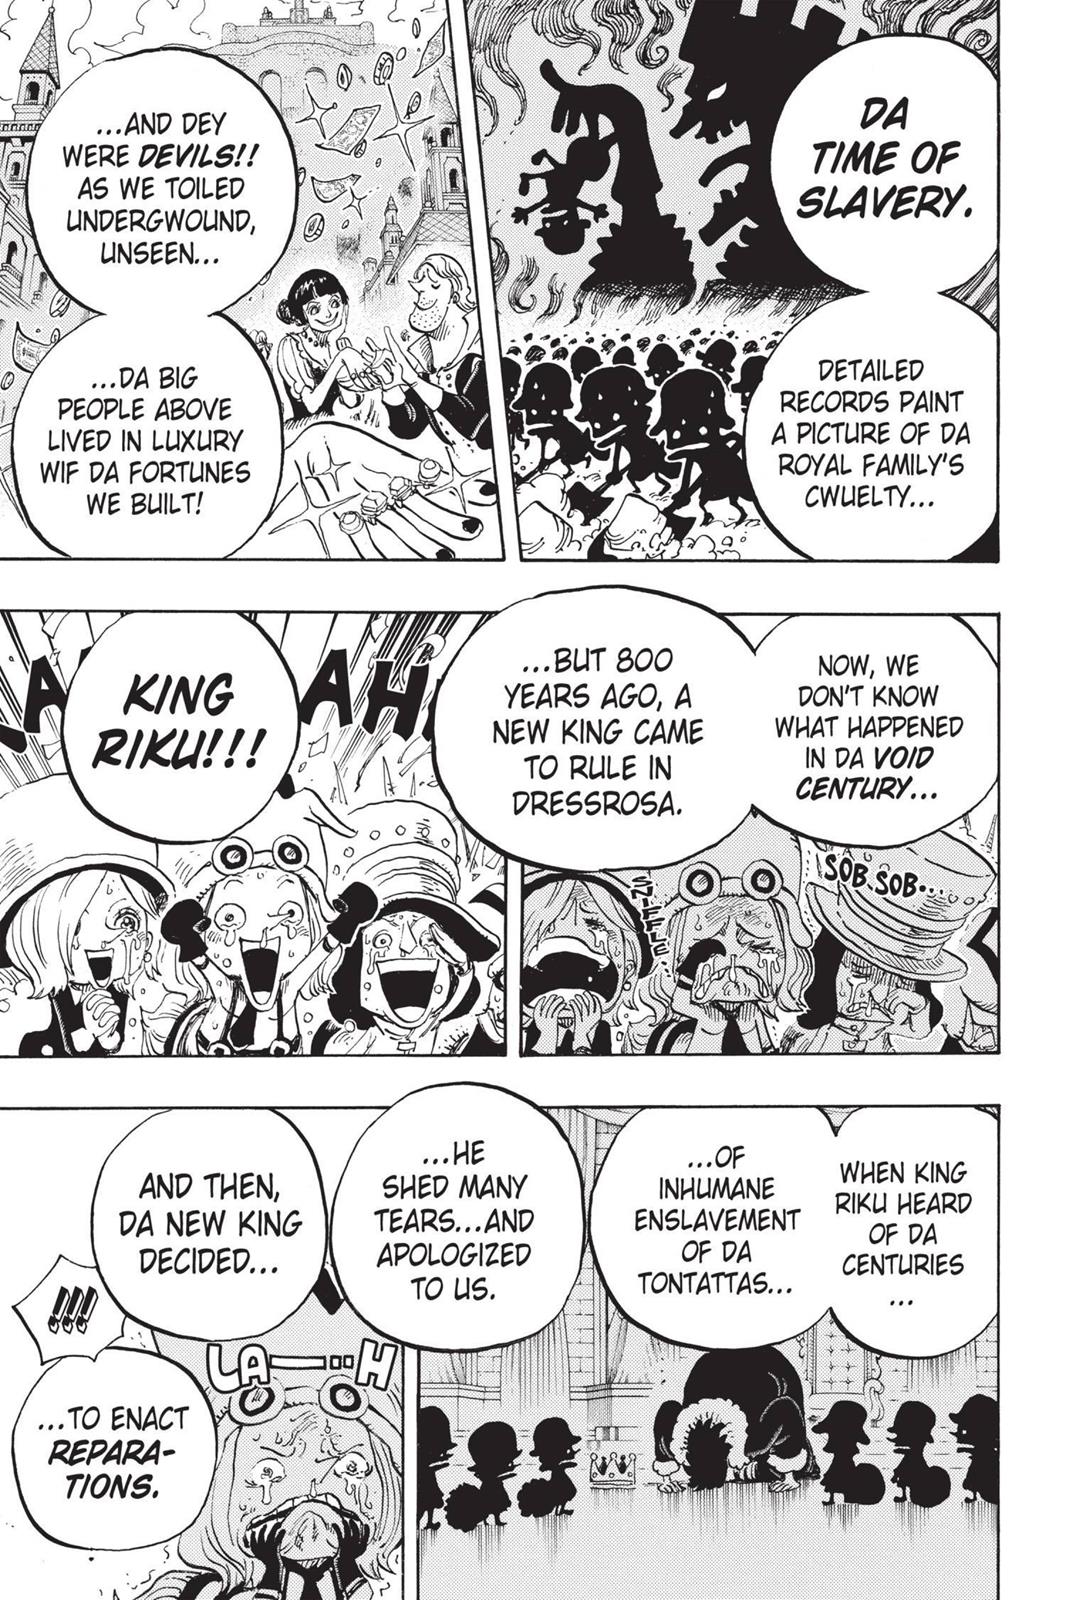 DA
TIME OF
SLAVERY.
DETAILED
RECORDS PAINT
A PICTURE OF DA
ROYAL FAMILY'S
CWUELTY...
...AND DEY
WERE DEVILS!!
AS WE TOILED
UNDERGWOUND,
UNSEEN...
...DA BIG
PEOPLE ABOVE
LIVED IN LUXURY
WIF DA FORTUNES
WE BUILT!
NOW, WE
DON'T KNOW
WHAT HAPPENED
IN DA VOID
CENTURY...
...BUT 800
YEARS AGO, A
NEW KING CAME
TO RULE IN
DRESSROSA.
SOB, SOB...
SNIFFLE...
KING
RIKU!!!
WHEN KING
RIKU HEARD
OF DA
CENTURIES
...
...OF
INHUMANE
ENSLAVEMENT
OF DA
TONTATTAS...
...HE
SHED MANY
TEARS...AND
APOLOGIZED
TO US.
AND THEN,
DA NEW KING
DECIDED...
!!!
LA—H
...TO ENACT
REPARA-
TIONS.